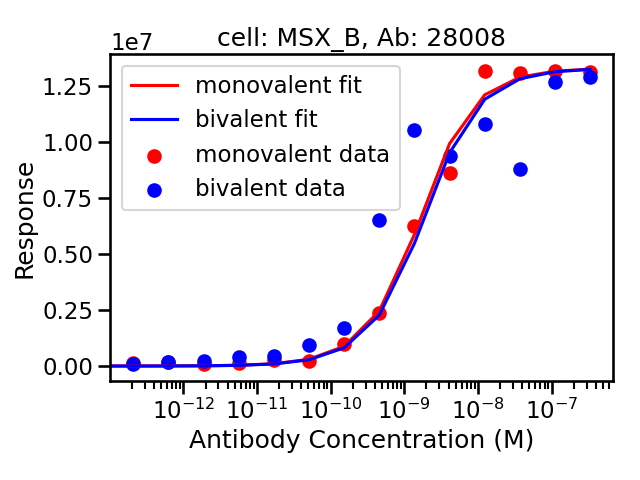 cell: MSX_B, Ab: 28008
1e7
monovalent fit
bivalent fit
monovalent data
bivalent data
1.25
1.00
0.75
0.50
0.25
0.00
Response
10⁻¹² 10⁻¹¹ 10⁻¹⁰ 10⁻⁹ 10⁻⁸ 10⁻⁷
Antibody Concentration (M)